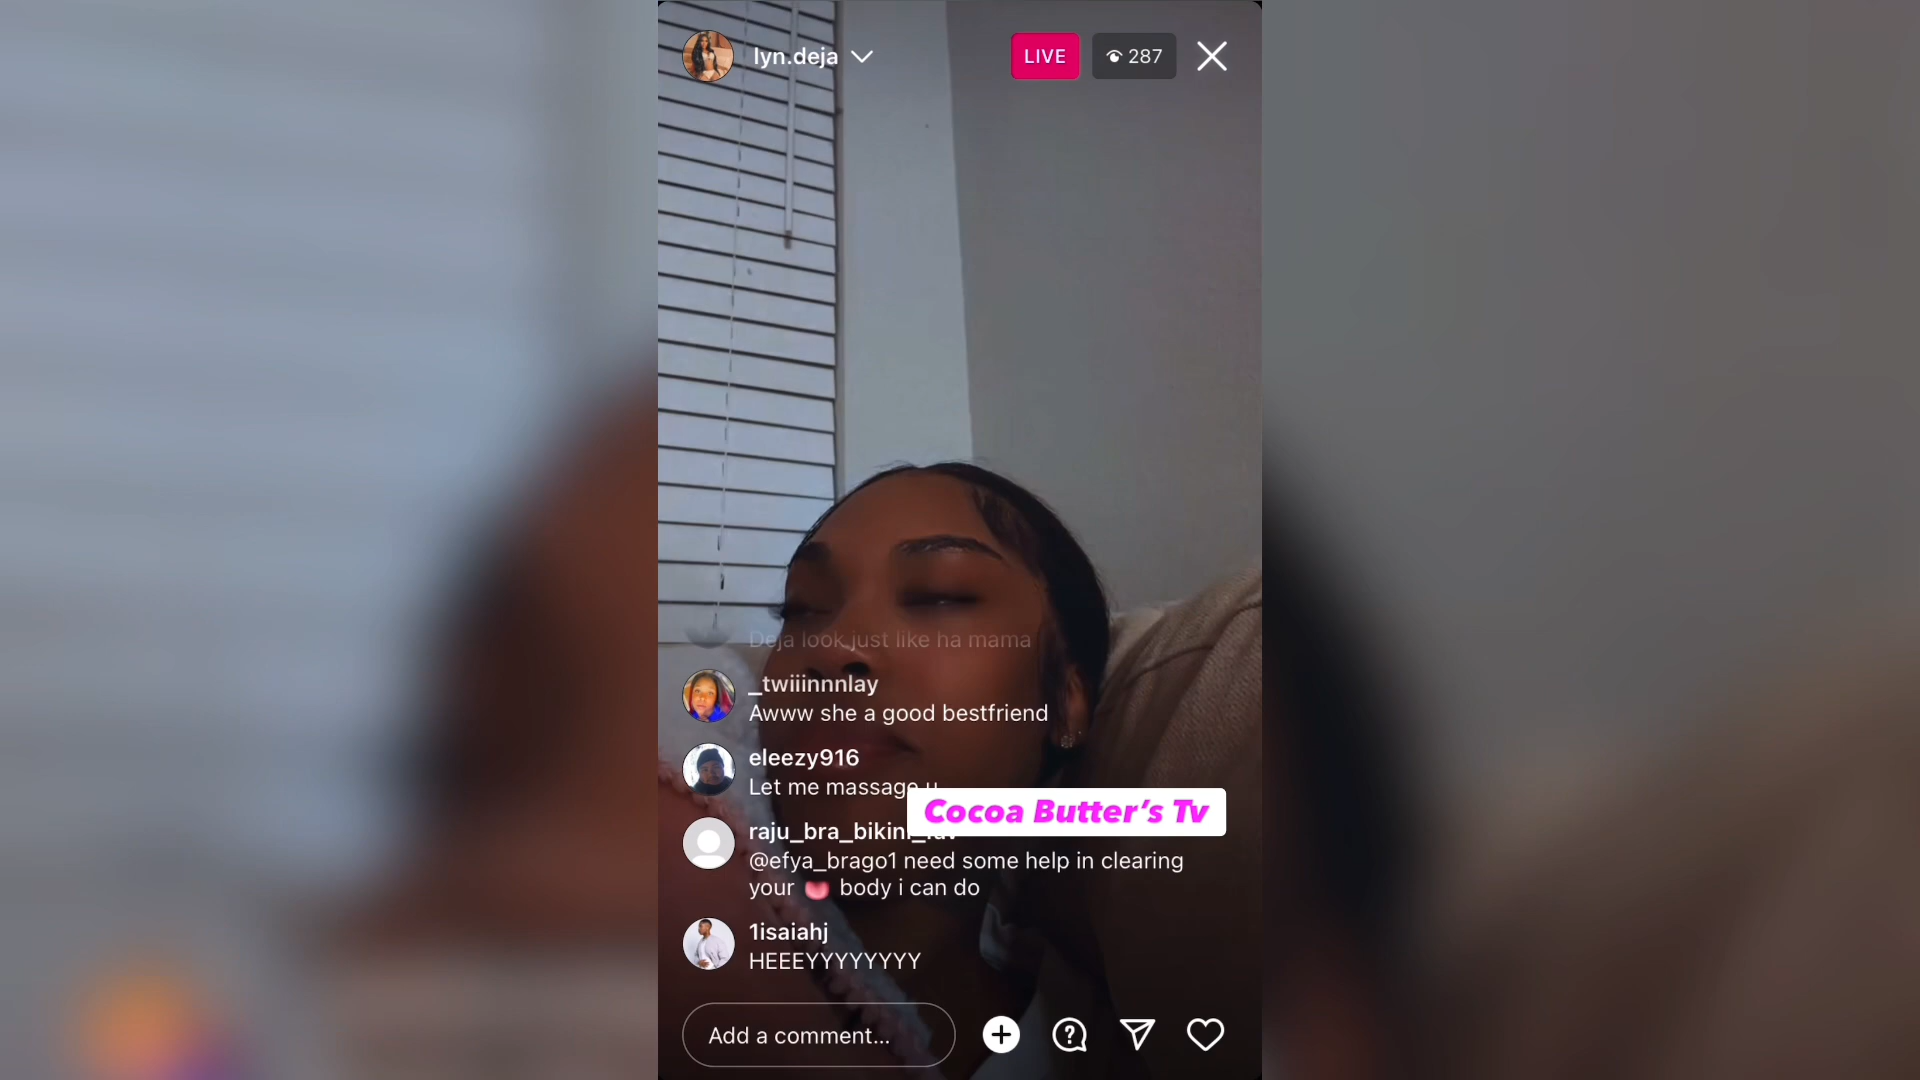 lyn.deja
LIVE
287
Deja look just like ha mama
_twiiinnnlay
Awww she a good bestfriend
eleezy916
Let me massage u
Cocoa Butter's Tv
@efya_brago1 need some help in clearing
your body i can do
1isaiahj
HEEEYYYYYYYY
Add a comment...